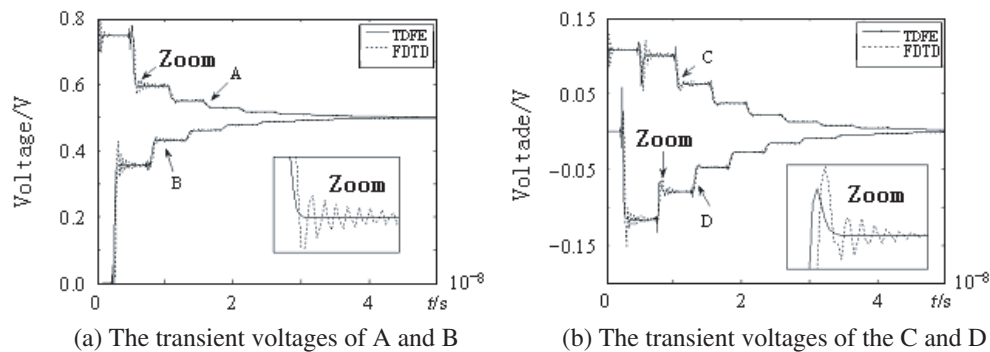 0.8
0.6
0.4
0.2
0.0
Voltage/V
TDFE
FDTD
Zoom
A
B
Zoom
0
2
4
t/s
10⁻⁸
(a) The transient voltages of A and B
0.15
0.05
-0.05
-0.15
Voltade/V
TDFE
FDTD
C
Zoom
D
Zoom
0
2
4
t/s
10⁻⁸
(b) The transient voltages of the C and D